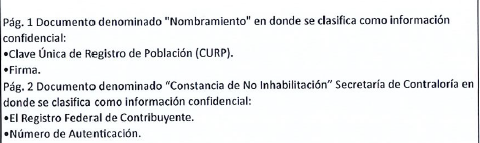 Pág. 1 Documento denominado "Nombramiento" en donde se clasifica como información
confidencial:
•Clave Única de Registro de Población (CURP).
•Firma.
Pág. 2 Documento denominado “Constancia de No Inhabilitación” Secretaría de Contraloría en
donde se clasifica como información confidencial:
•El Registro Federal de Contribuyente.
•Número de Autenticación.